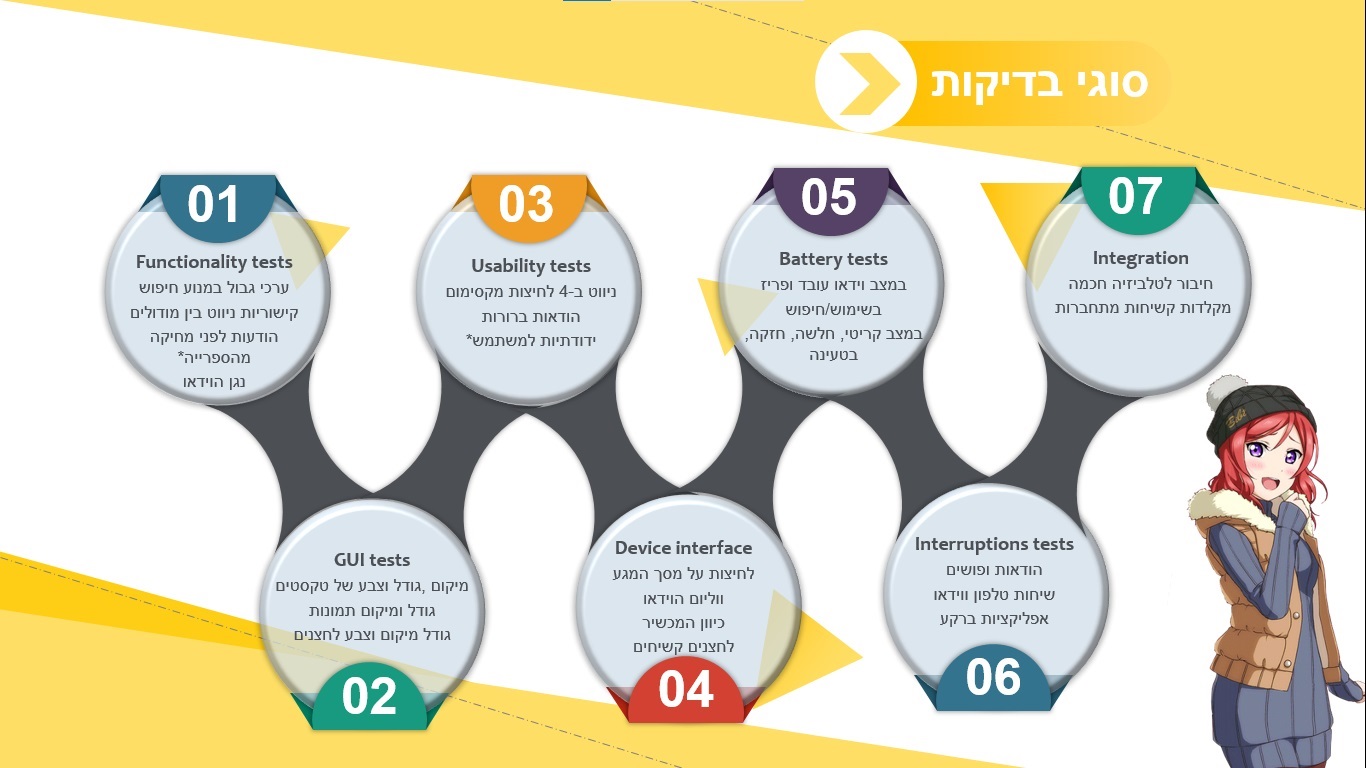 סוגי בדיקות
01
Functionality tests
ערכי גבול במנוע חיפוש
קישוריות ניווט בין מודולים
הודעות לפני מחיקה
מהספרייה*
נגן הוידאו
GUI tests
מיקום ,גודל וצבע של טקסטים
גודל ומיקום תמונות
גודל מיקום וצבע לחצנים
02
03
Usability tests
ניווט ב-4 לחיצות מקסימום
הודאות ברורות
ידודתיות למשתמש*
Device interface
לחיצות על מסך המגע
ווליום הוידאו
כיוון המכשיר
לחצנים קשיחים
04
05
Battery tests
במצב וידאו עובד ופריז
בשימוש/חיפוש
במצב קריטי, חלשה, חזקה,
בטעינה
Interruptions tests
הודאות ופושים
שיחות טלפון ווידאו
אפליקציות ברקע
06
07
Integration
חיבור לטלביזיה חכמה
מקלדות קשיחות מתחברות